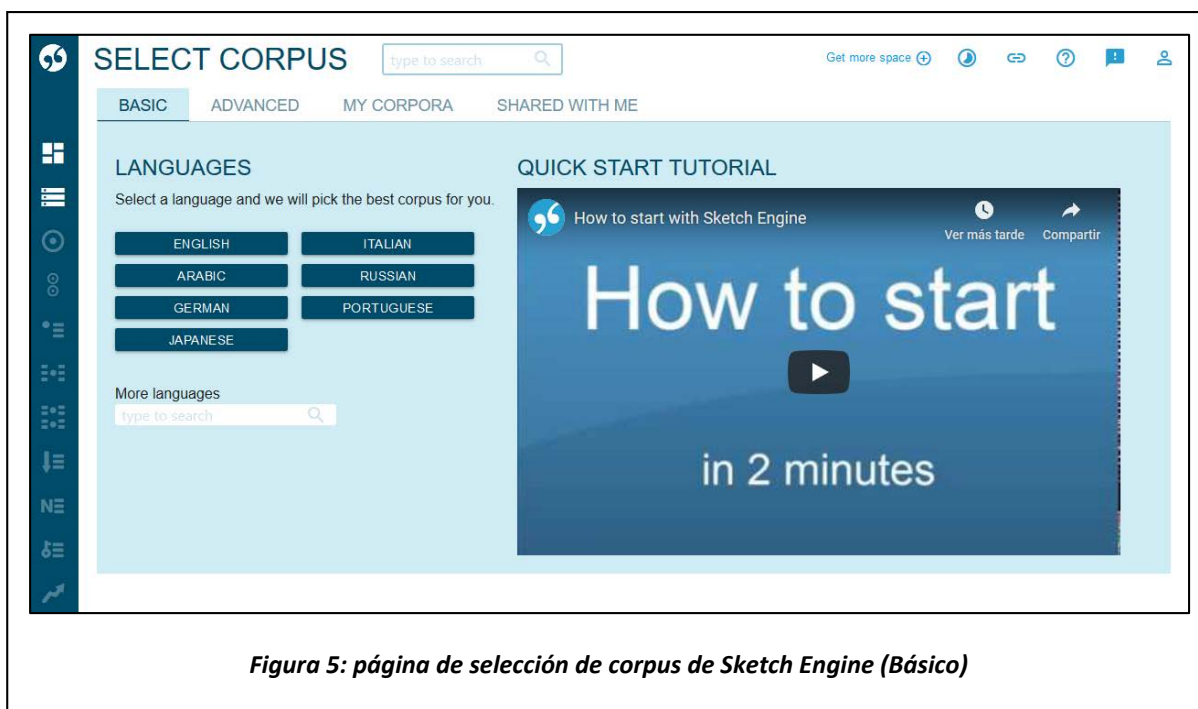 SELECT CORPUS
type to search
Get more space
BASIC ADVANCED MY CORPORA SHARED WITH ME
LANGUAGES
Select a language and we will pick the best corpus for you.
ENGLISH ITALIAN
ARABIC RUSSIAN
GERMAN PORTUGUESE
JAPANESE
More languages
type to search
QUICK START TUTORIAL
How to start with Sketch Engine
Ver más tarde Compartir
How to start
in 2 minutes
Figura 5: página de selección de corpus de Sketch Engine (Básico)